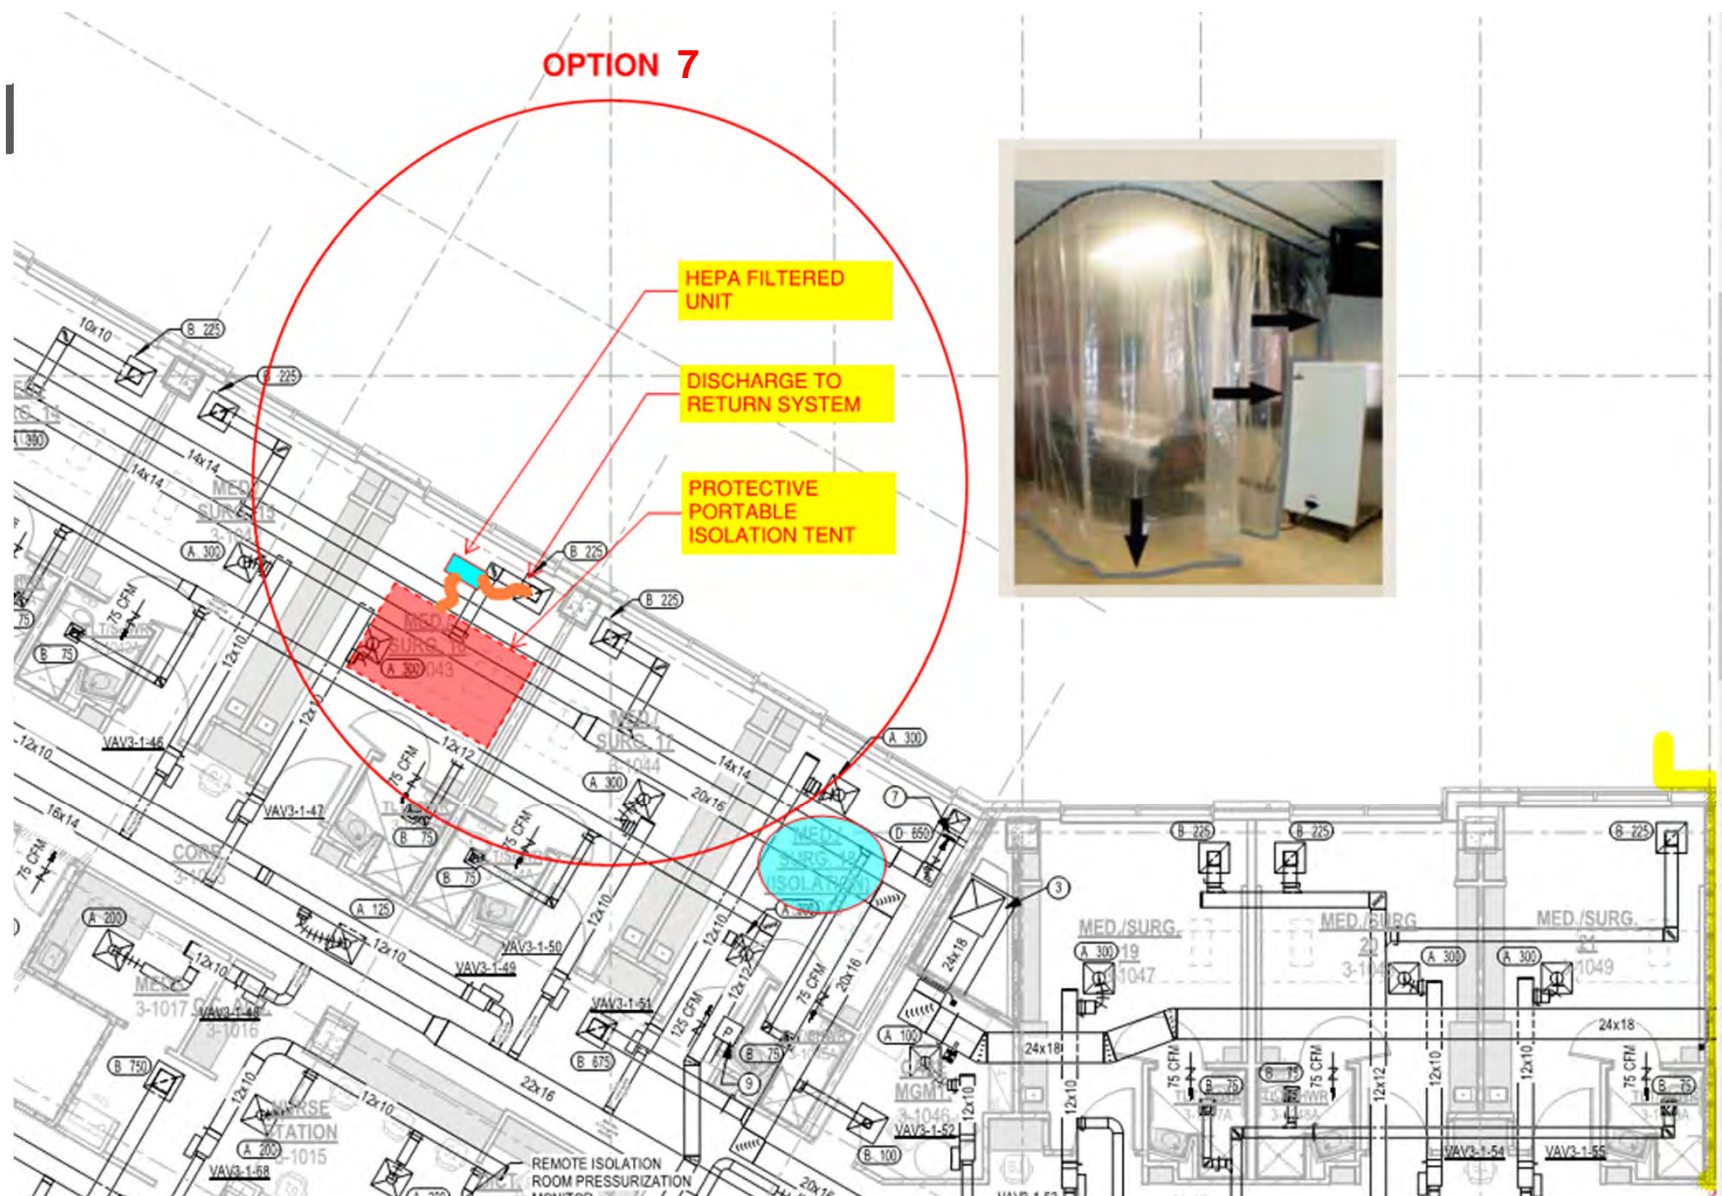 OPTION 7
HEPA FILTERED
UNIT
DISCHARGE TO
RETURN SYSTEM
PROTECTIVE
PORTABLE
ISOLATION TENT
10x10
B 225
B 225
A 300
14x14
14x14
MED./
SURG. 15
A 300
B 225
B 225
75 CFM
B 75
12x10
SURG. 16
A 300
12x10
12x12
MED./
SURG. 17
3-1044
A 300
14x14
20x16
A 300
7
D 650
MED./
SURG. 18
(ISOLATION)
VAV3-1-46
12x10
VAV3-1-47
75 CFM
B 75
75 CFM
B 75
16x14
75 CFM
A 200
A 125
12x10
12x10
12x10
VAV3-1-50
VAV3-1-49
VAV3-1-51
3-1017
3-1016
12x10
12x12
75 CFM
20x16
24x18
3
125 CFM
B 75
9
B 675
A 100
MGMT.
3-1046
VAV3-1-52
12x10
B 100
B 750
12x10
12x10
22x16
NURSE
STATION
3-1015
A 200
VAV3-1-68
REMOTE ISOLATION
ROOM PRESSURIZATION
MONITOR
20x16
B 225
B 225
B 225
MED./SURG.
19
MED./SURG.
20
MED./SURG.
21
3-1049
A 300
A 300
A 300
24x18
24x18
12x10
75 CFM
B 75
B 75
75 CFM
12x12
12x10
12x10
75 CFM
B 75
VAV3-1-54
VAV3-1-55